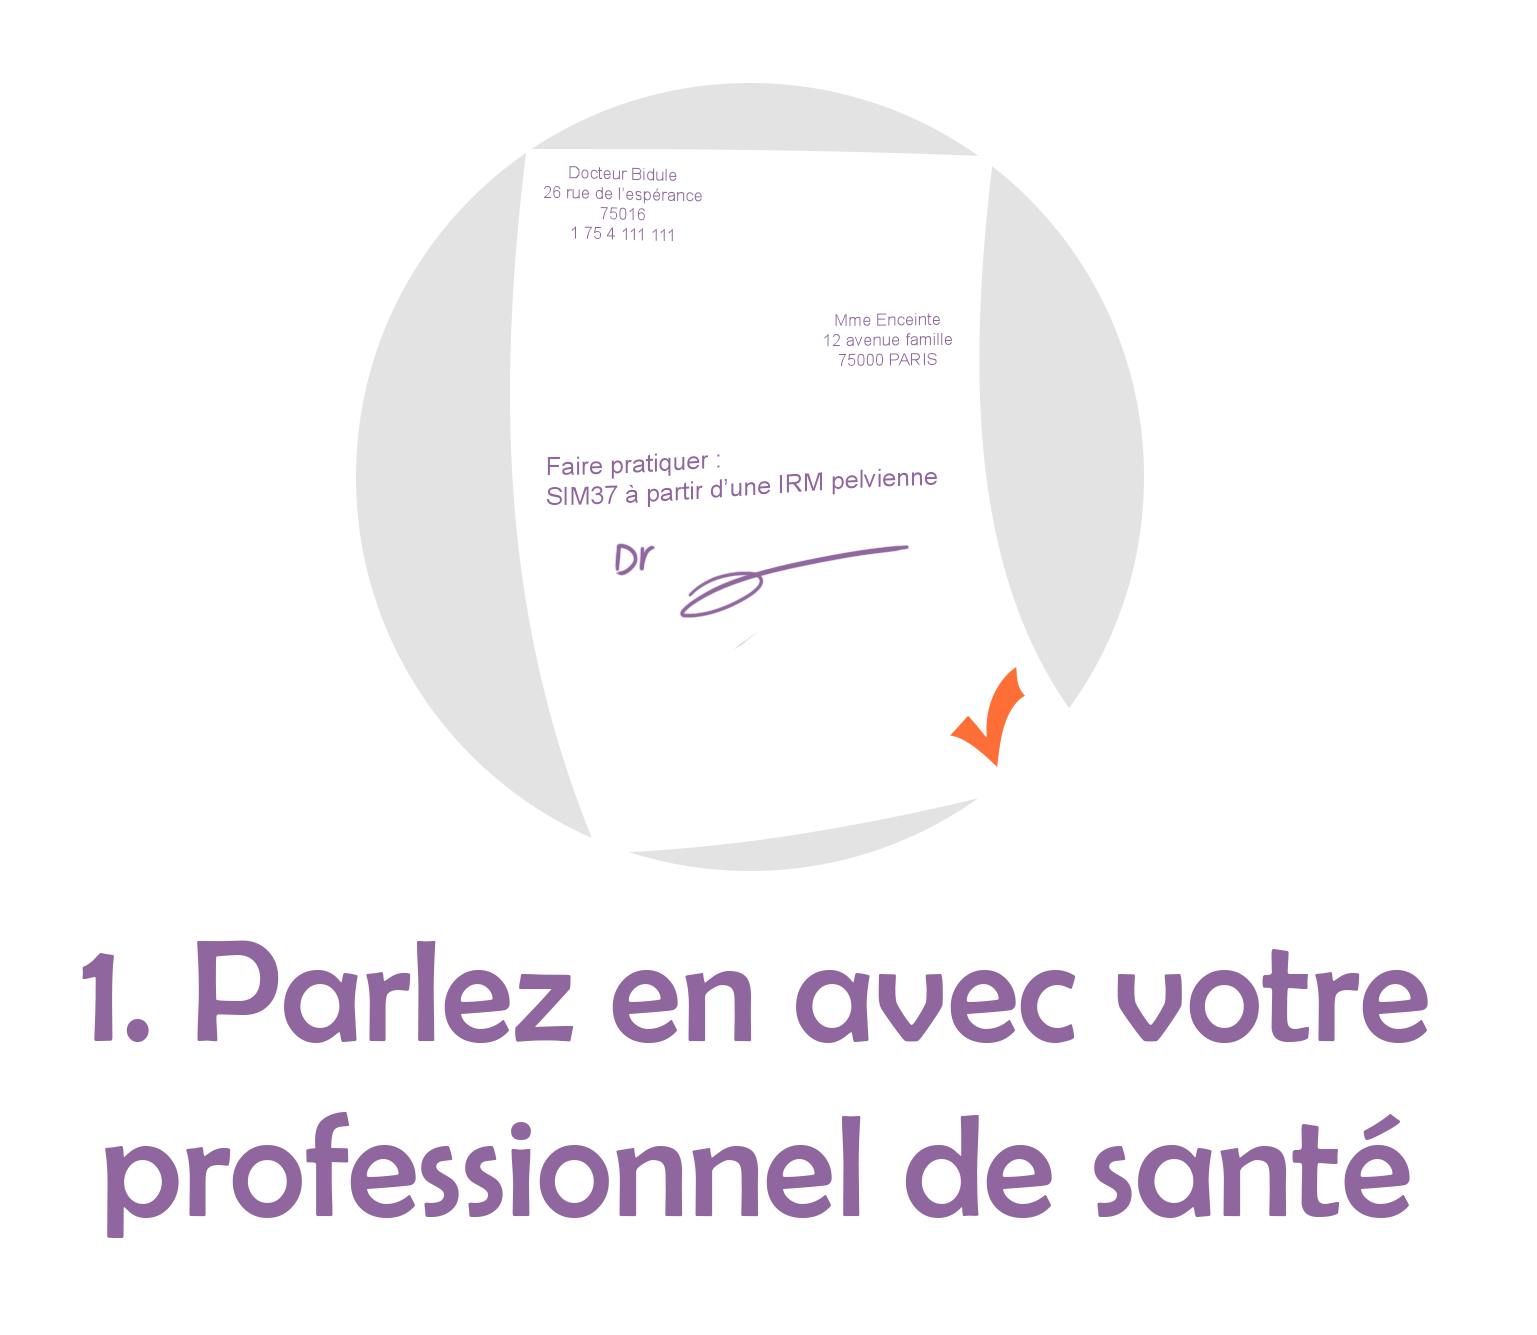 Docteur Bidule
26 rue de l'espérance
75016
1 75 4 111 111
Mme Enceinte
12 avenue famille
75000 PARIS
Faire pratiquer :
SIM37 à partir d'une IRM pelvienne
Dr
1. Parlez en avec votre
professionnel de santé